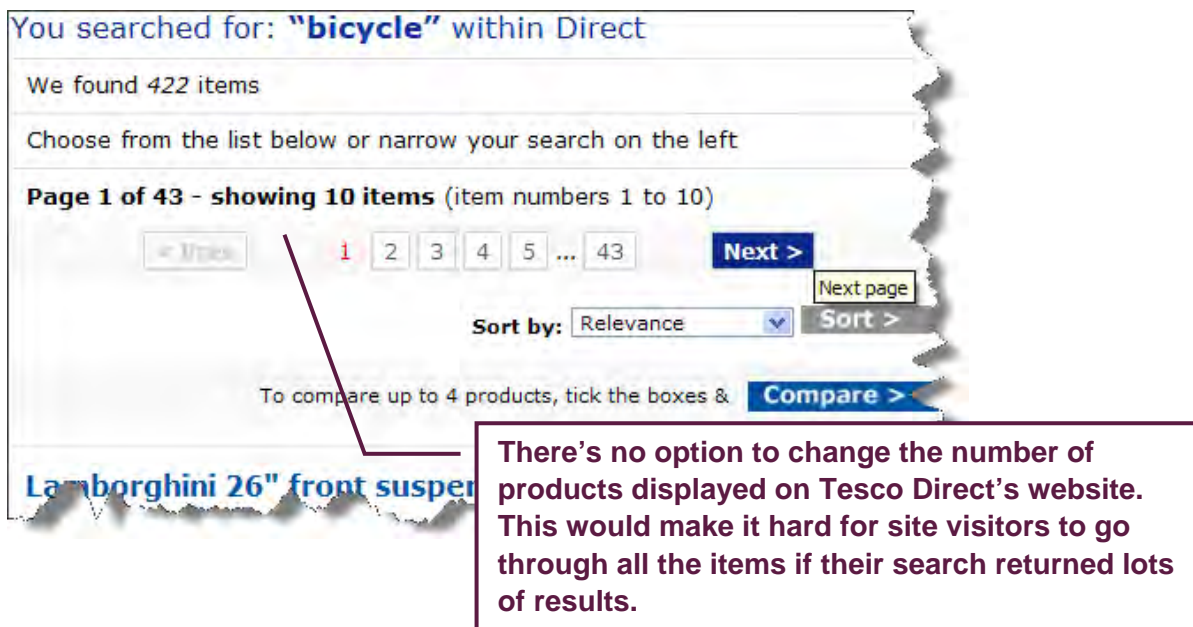 You searched for: “bicycle” within Direct
We found 422 items
Choose from the list below or narrow your search on the left
Page 1 of 43 - showing 10 items (item numbers 1 to 10)
< Prev 1 2 3 4 5 ... 43 Next >
Next page
Sort by: Relevance Sort >
To compare up to 4 products, tick the boxes & Compare >
Lamborghini 26" front
There’s no option to change the number of
products displayed on Tesco Direct’s website.
This would make it hard for site visitors to go
through all the items if their search returned lots
of results.